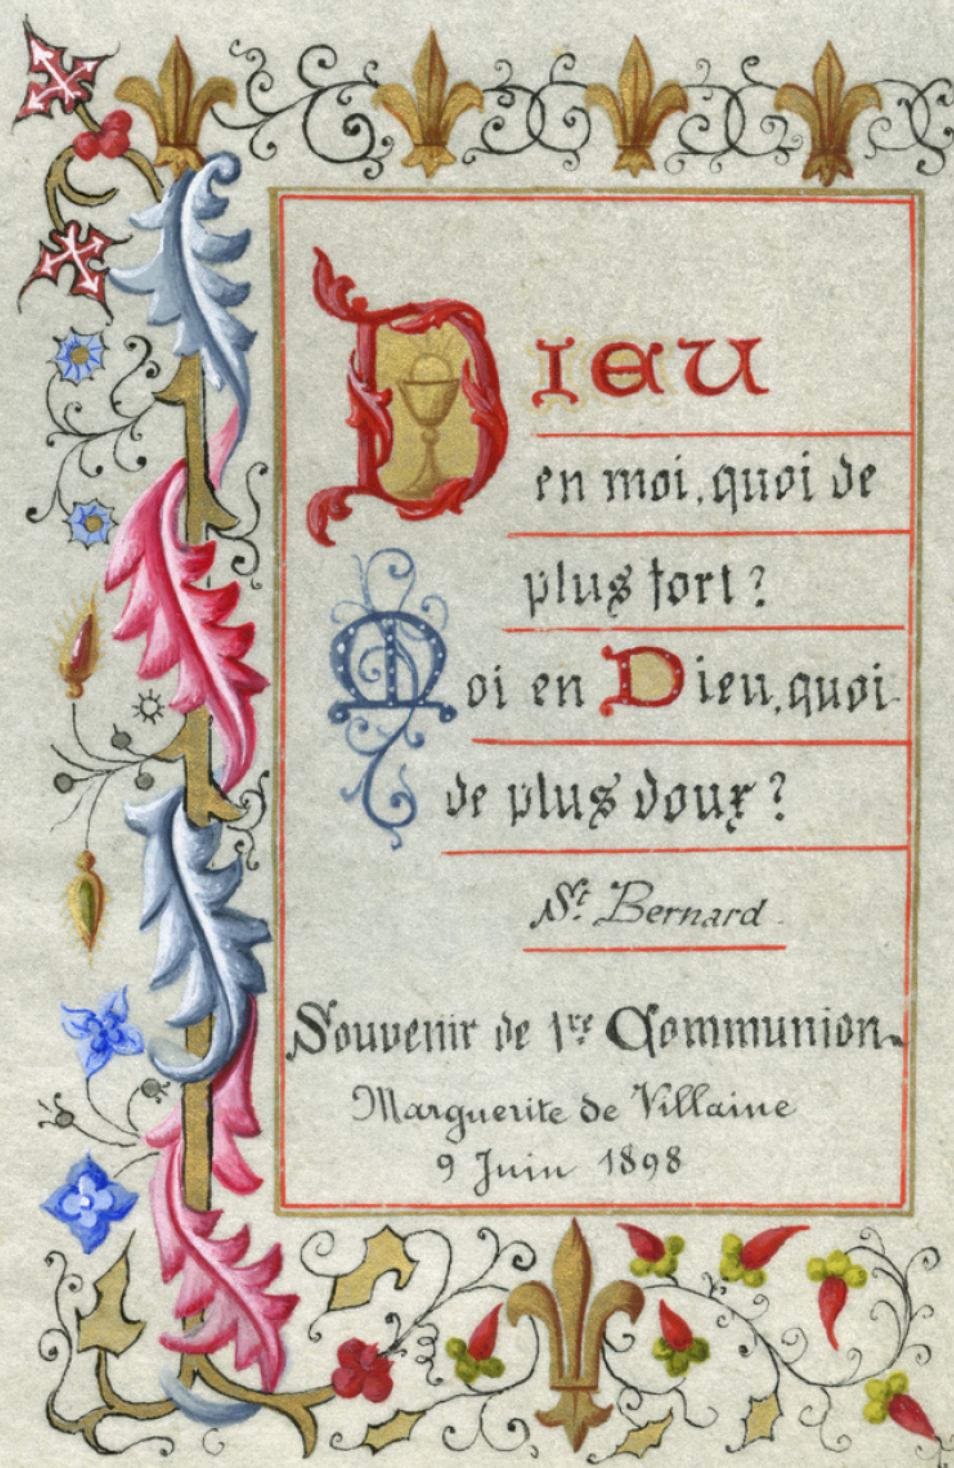 Dieu
en moi, quoi de
plus fort ?
Moi en Dieu, quoi
de plus doux ?
St. Bernard.
Souvenir de 1re Communion.
Marguerite de Villaine
9 Juin 1898